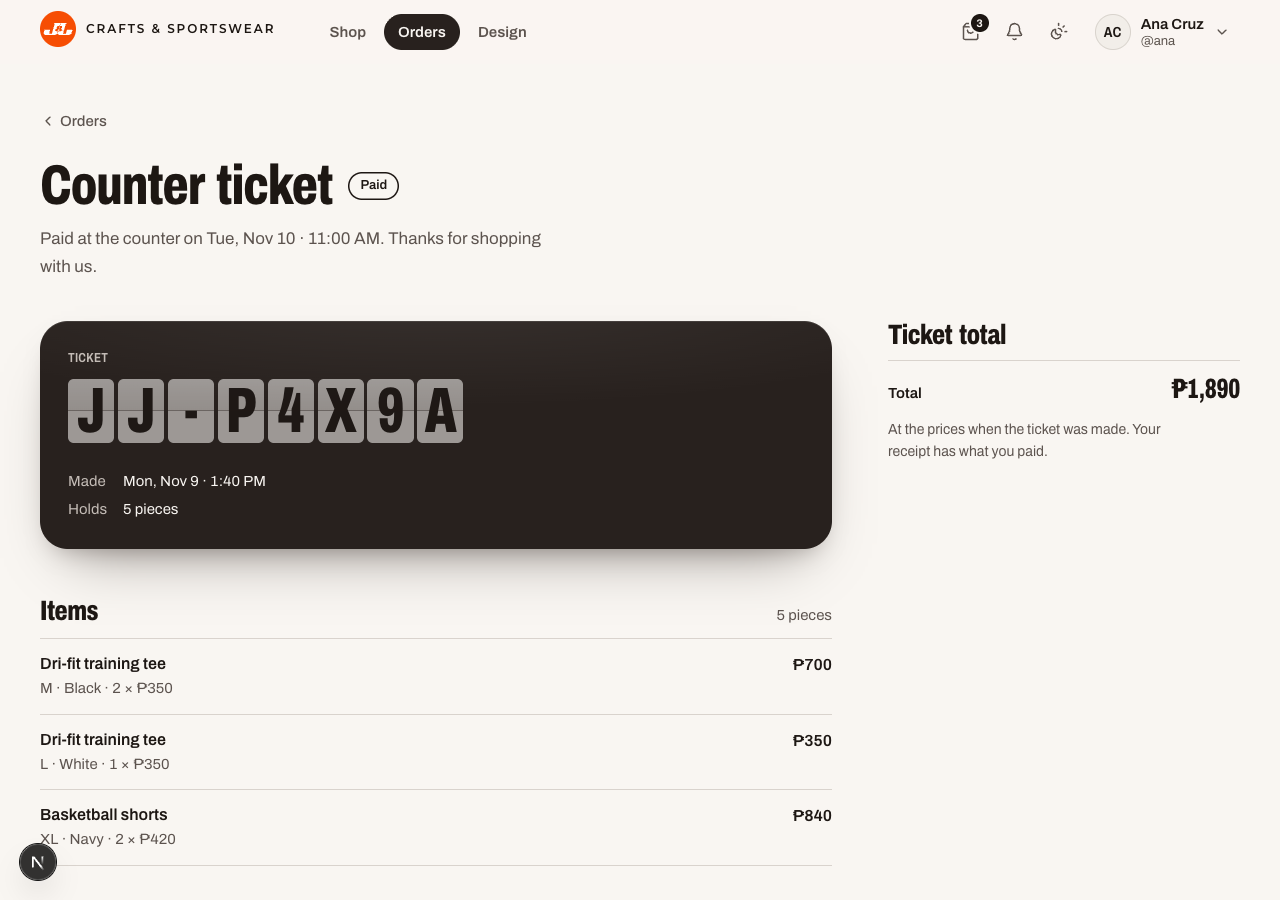 CRAFTS & SPORTSWEAR
Shop
Orders
Design
3
AC
Ana Cruz
@ana
Orders
Counter ticket
Paid
Paid at the counter on Tue, Nov 10 · 11:00 AM. Thanks for shopping
with us.
TICKET
JJ-P4X9A
Made Mon, Nov 9 · 1:40 PM
Holds 5 pieces
Ticket total
Total ₱1,890
At the prices when the ticket was made. Your
receipt has what you paid.
Items
5 pieces
Dri-fit training tee ₱700
M · Black · 2 × ₱350
Dri-fit training tee ₱350
L · White · 1 × ₱350
Basketball shorts ₱840
XL · Navy · 2 × ₱420
N